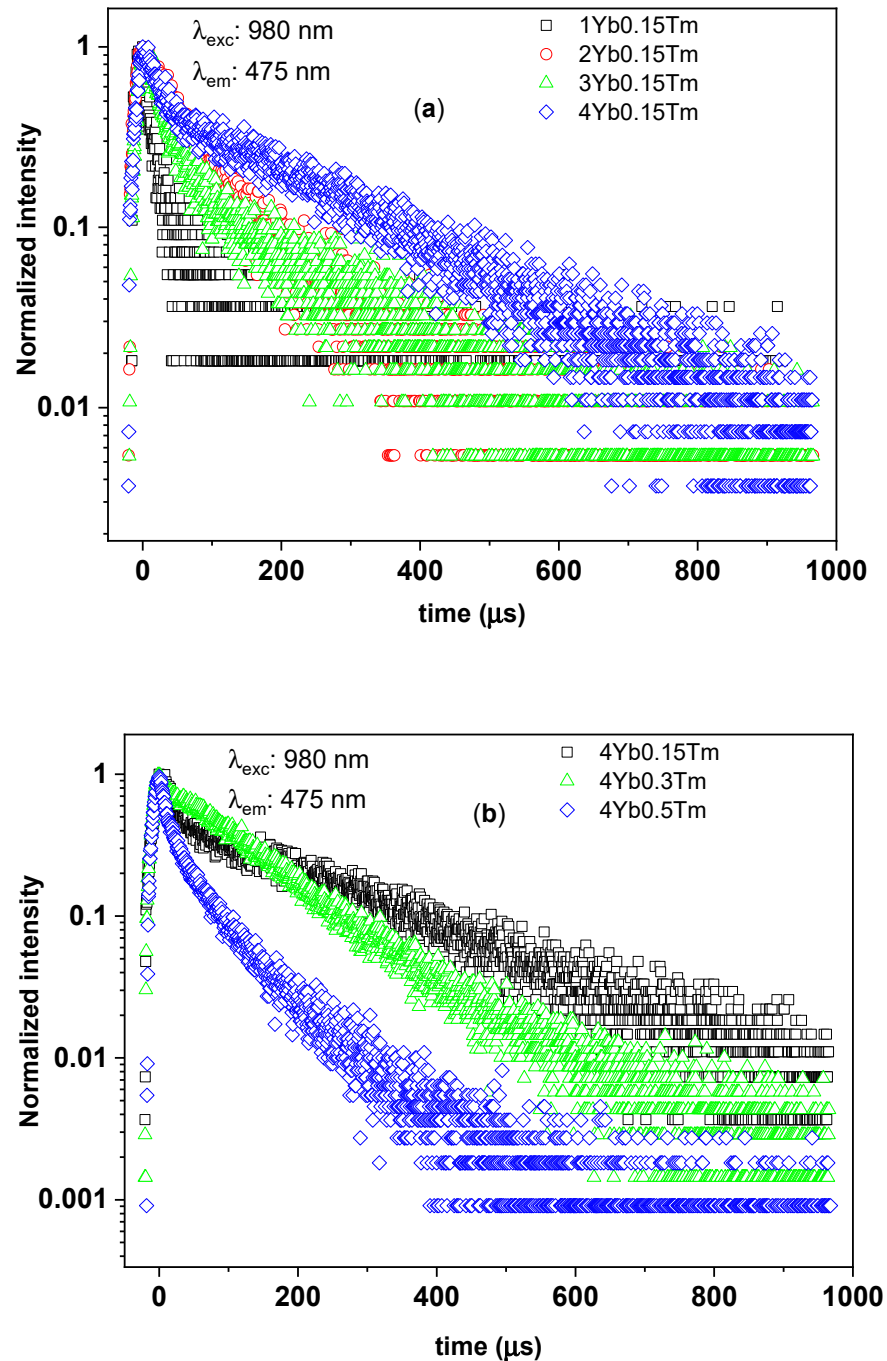 λexc: 980 nm
λem: 475 nm
(a)
1Yb0.15Tm
2Yb0.15Tm
3Yb0.15Tm
4Yb0.15Tm
1
0.1
0.01
Normalized intensity
0 200 400 600 800 1000
time (μs)
λexc: 980 nm
λem: 475 nm
(b)
4Yb0.15Tm
4Yb0.3Tm
4Yb0.5Tm
1
0.1
0.01
0.001
Normalized intensity
0 200 400 600 800 1000
time (μs)